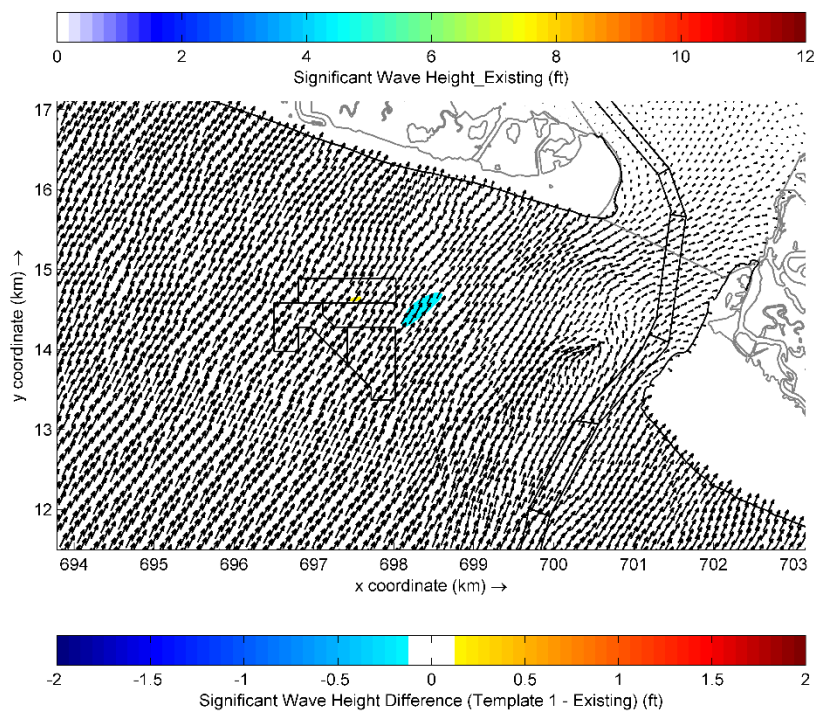 0 2 4 6 8 10 12
Significant Wave Height_Existing (ft)
17
16
15
14
13
12
y coordinate (km) →
694 695 696 697 698 699 700 701 702 703
x coordinate (km) →
-2 -1.5 -1 -0.5 0 0.5 1 1.5 2
Significant Wave Height Difference (Template 1 - Existing) (ft)